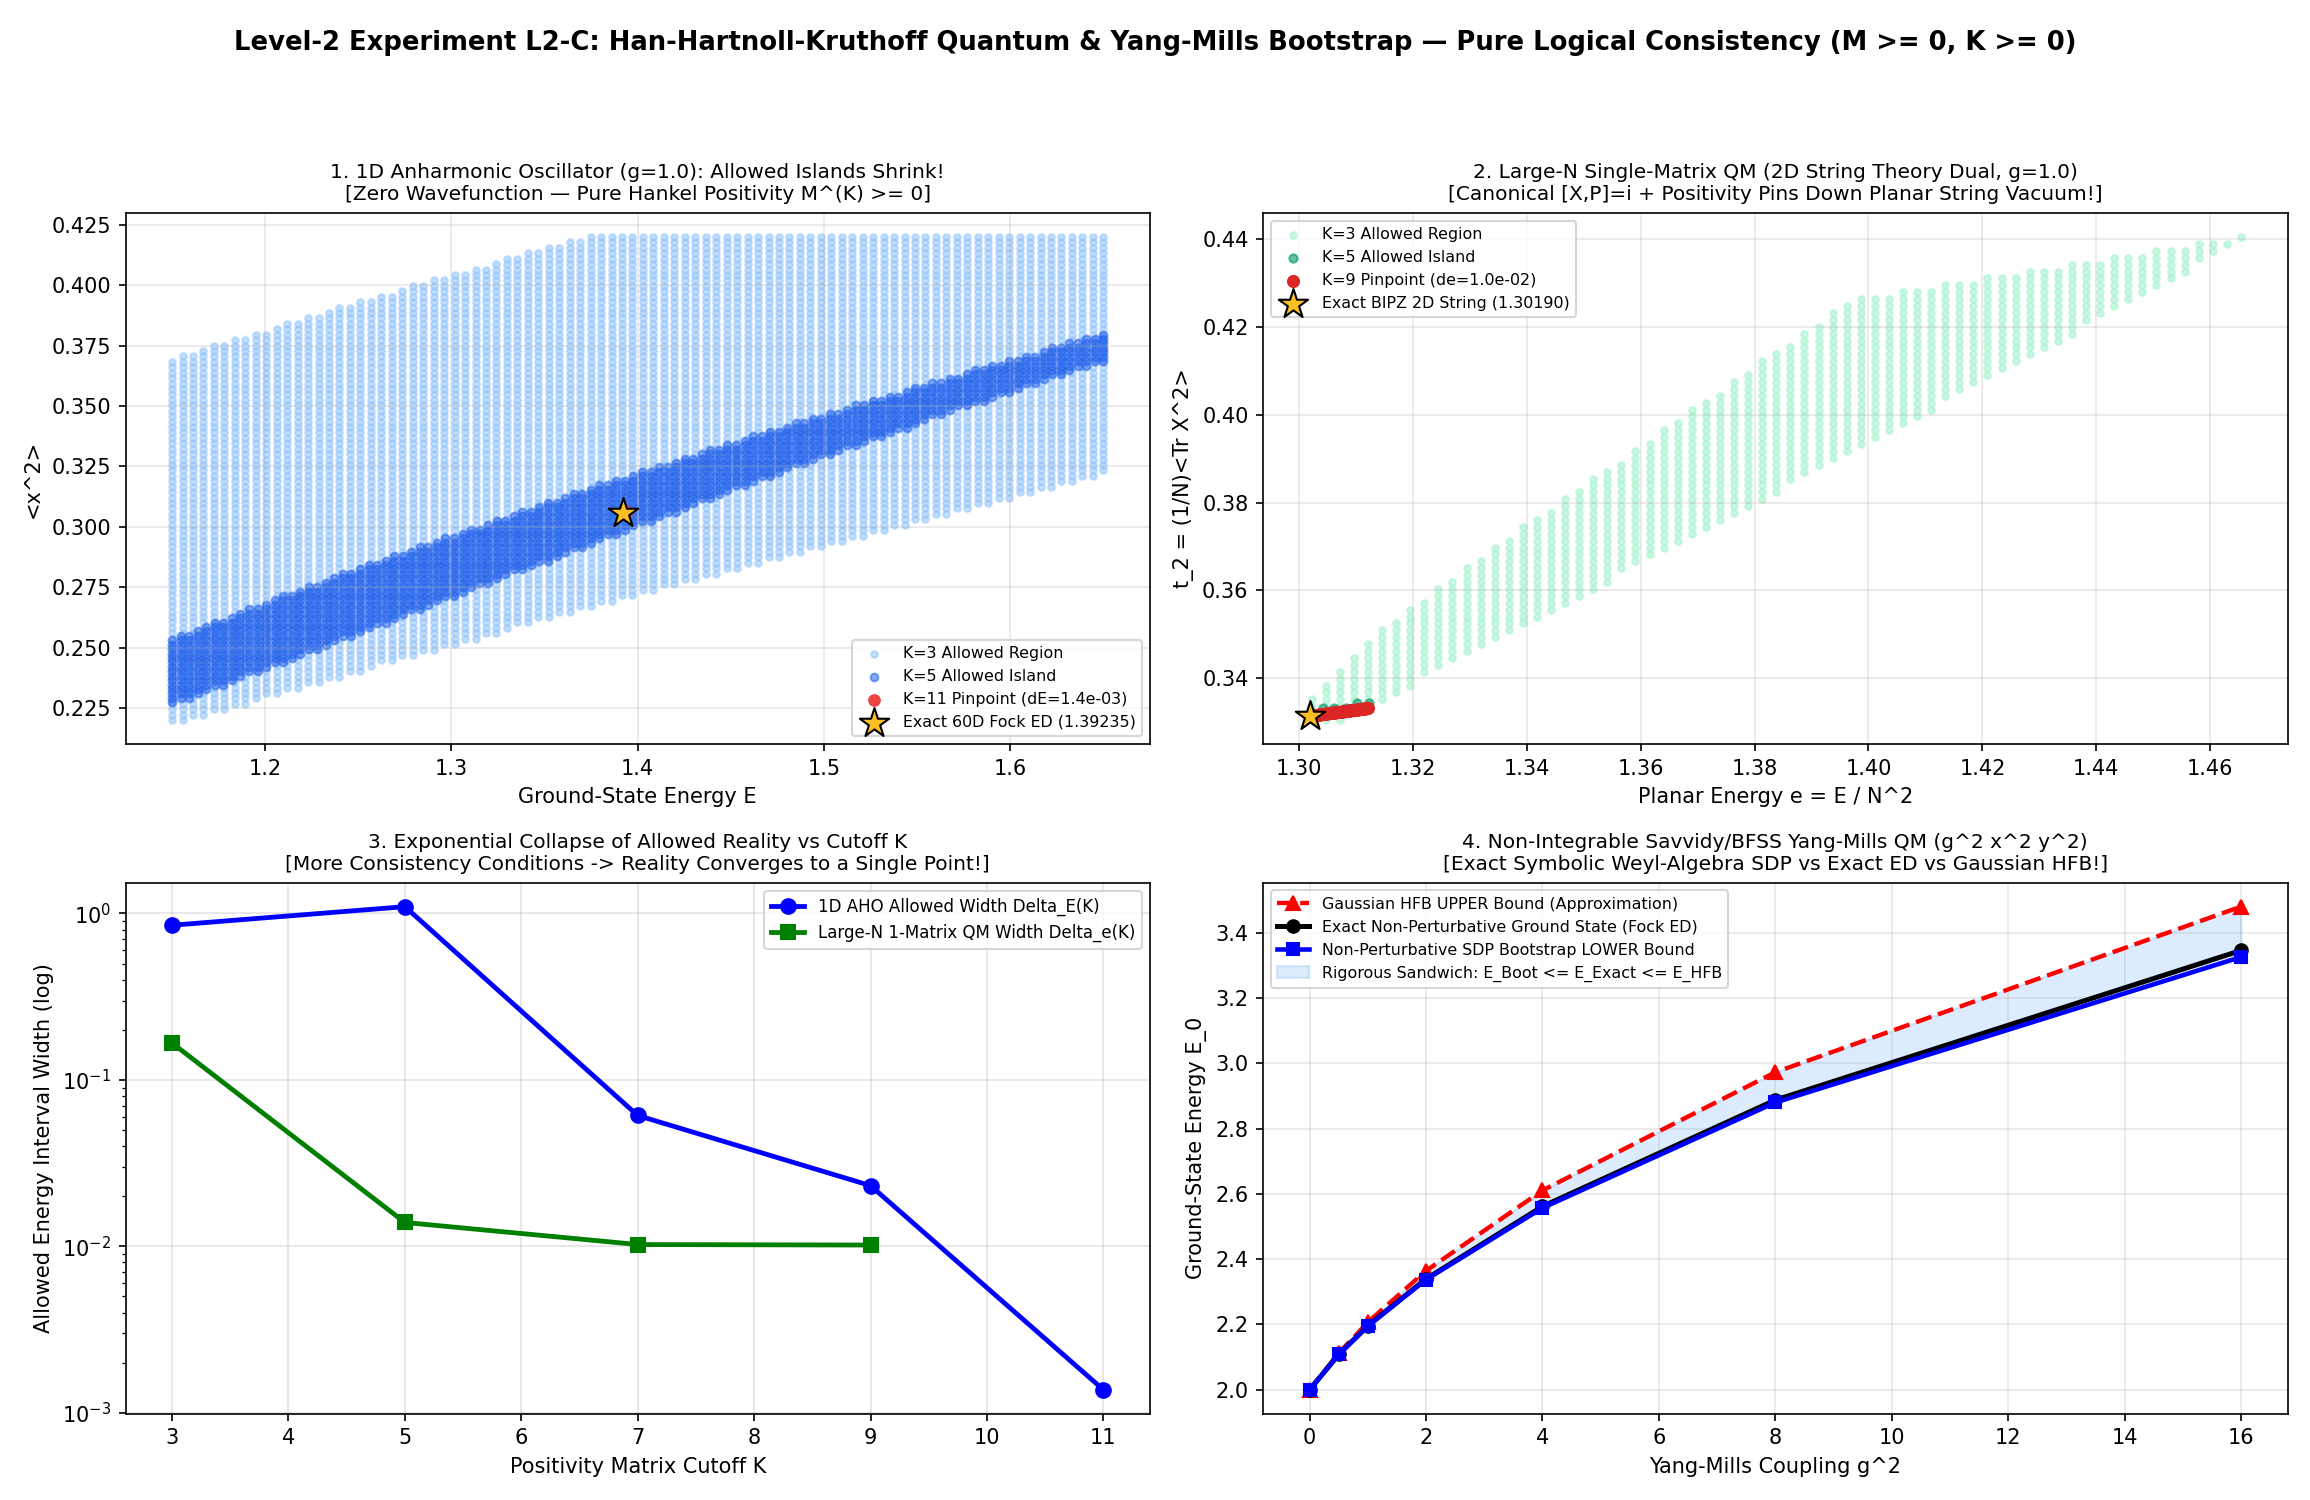 Level-2 Experiment L2-C: Han-Hartnoll-Kruthoff Quantum & Yang-Mills Bootstrap — Pure Logical Consistency (M >= 0, K >= 0)
1. 1D Anharmonic Oscillator (g=1.0): Allowed Islands Shrink!
[Zero Wavefunction — Pure Hankel Positivity M^(K) >= 0]
<x^2>
0.425
0.400
0.375
0.350
0.325
0.300
0.275
0.250
0.225
K=3 Allowed Region
K=5 Allowed Island
K=11 Pinpoint (dE=1.4e-03)
Exact 60D Fock ED (1.39235)
1.2 1.3 1.4 1.5 1.6
Ground-State Energy E
2. Large-N Single-Matrix QM (2D String Theory Dual, g=1.0)
[Canonical [X,P]=i + Positivity Pins Down Planar String Vacuum!]
t_2 = (1/N)<Tr X^2>
0.44
0.42
0.40
0.38
0.36
0.34
K=3 Allowed Region
K=5 Allowed Island
K=9 Pinpoint (de=1.0e-02)
Exact BIPZ 2D String (1.30190)
1.30 1.32 1.34 1.36 1.38 1.40 1.42 1.44 1.46
Planar Energy e = E / N^2
3. Exponential Collapse of Allowed Reality vs Cutoff K
[More Consistency Conditions -> Reality Converges to a Single Point!]
Allowed Energy Interval Width (log)
10^0
10^-1
10^-2
10^-3
1D AHO Allowed Width Delta_E(K)
Large-N 1-Matrix QM Width Delta_e(K)
3 4 5 6 7 8 9 10 11
Positivity Matrix Cutoff K
4. Non-Integrable Savvidy/BFSS Yang-Mills QM (g^2 x^2 y^2)
[Exact Symbolic Weyl-Algebra SDP vs Exact ED vs Gaussian HFB!]
Ground-State Energy E_0
3.4
3.2
3.0
2.8
2.6
2.4
2.2
2.0
Gaussian HFB UPPER Bound (Approximation)
Exact Non-Perturbative Ground State (Fock ED)
Non-Perturbative SDP Bootstrap LOWER Bound
Rigorous Sandwich: E_Boot <= E_Exact <= E_HFB
0 2 4 6 8 10 12 14 16
Yang-Mills Coupling g^2